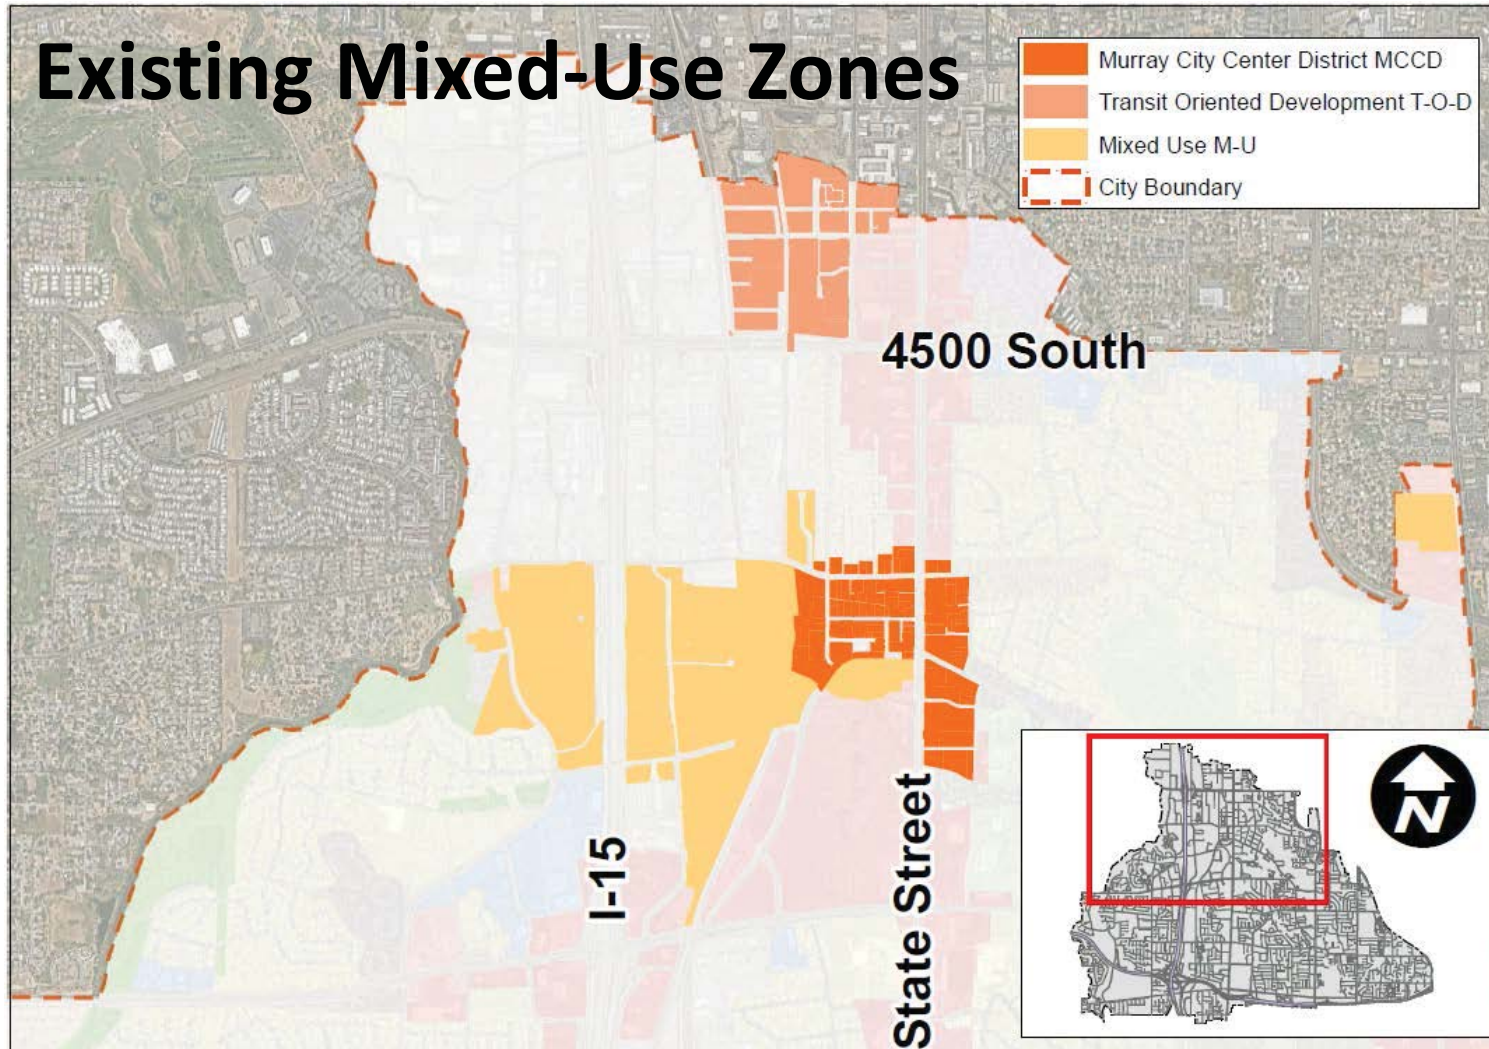 Existing Mixed-Use Zones
Murray City Center District MCCD
Transit Oriented Development T-O-D
Mixed Use M-U
City Boundary
4500 South
I-15
State Street
N